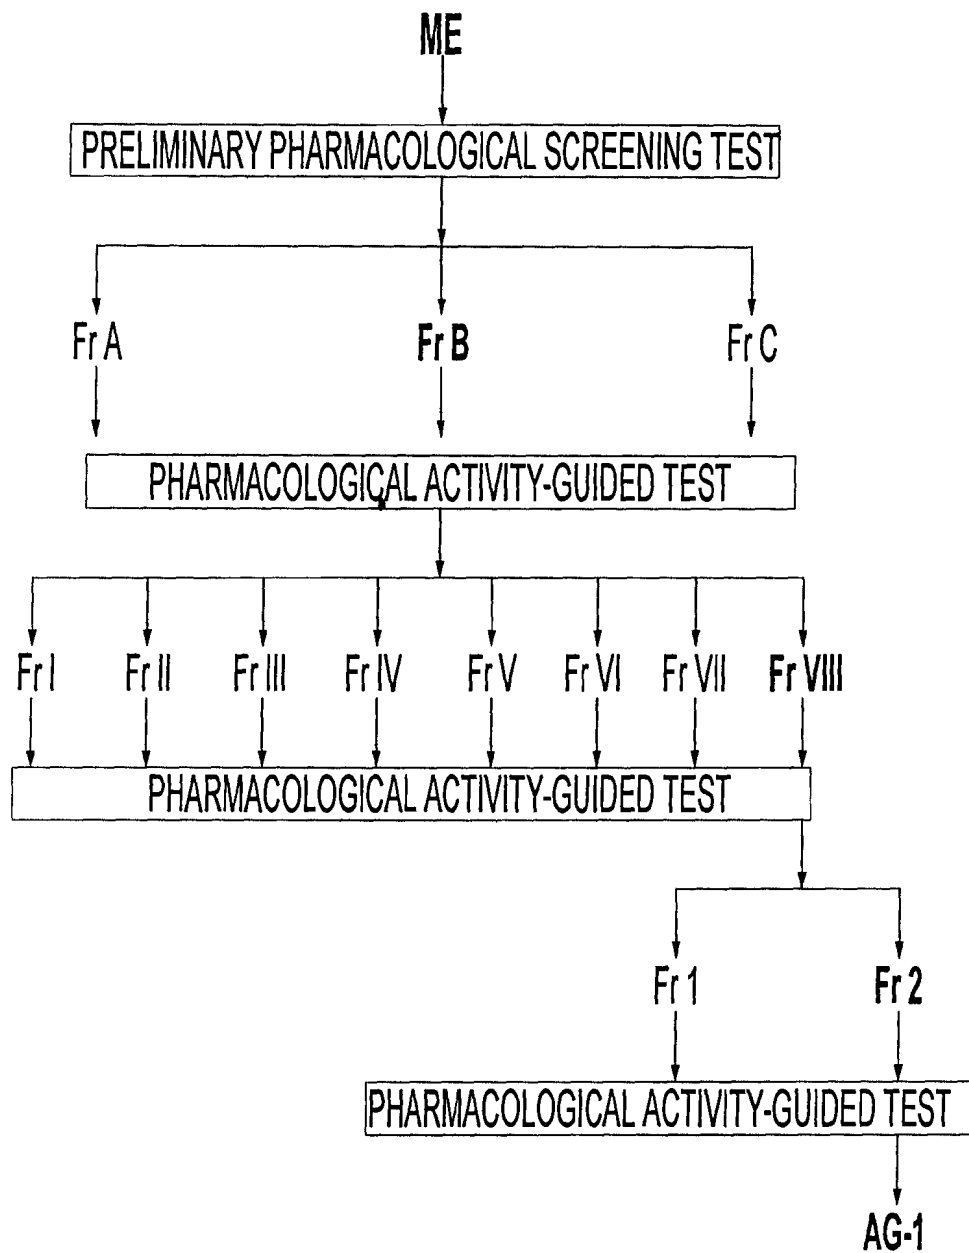 ME
PRELIMINARY PHARMACOLOGICAL SCREENING TEST
Fr A Fr B Fr C
PHARMACOLOGICAL ACTIVITY-GUIDED TEST
Fr I Fr II Fr III Fr IV Fr V Fr VI Fr VII Fr VIII
PHARMACOLOGICAL ACTIVITY-GUIDED TEST
Fr 1 Fr 2
PHARMACOLOGICAL ACTIVITY-GUIDED TEST
AG-1